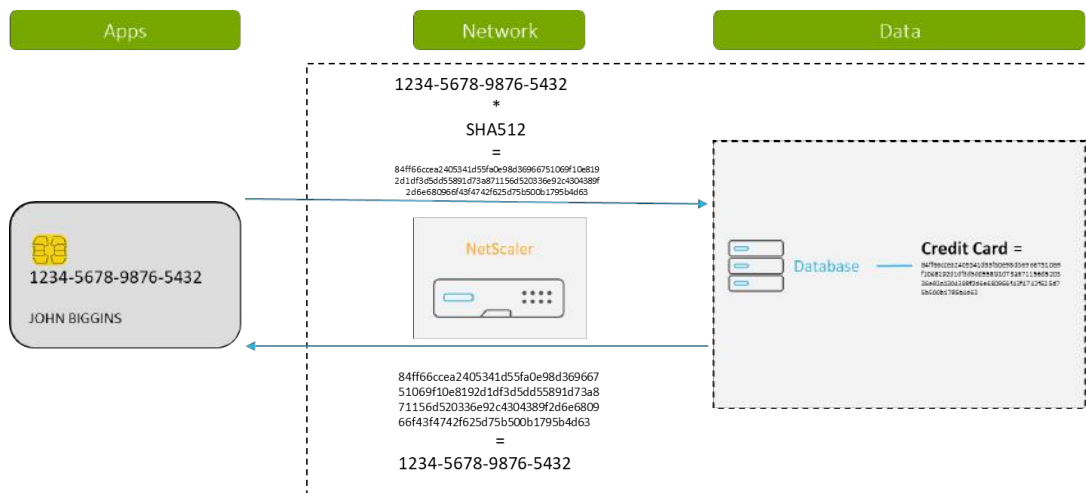 Apps
Network
Data
1234-5678-9876-5432
*
SHA512
=
84ff66ccea2405341d55fa0e98d36966751069f10e819
2d1df3d5dd55891d73a871156d520336e92c4304389f
2d6e680966f43f4742f625d75b500b1795b4d63
1234-5678-9876-5432
JOHN BIGGINS
NetScaler
Database
Credit Card =
84ff66ccea2405341d55fa0e98d369667
51069f10e8192d1df3d5dd55891d73a8
71156d520336e92c4304389f2d6e6809
66f43f4742f625d75b500b1795b4d63
=
1234-5678-9876-5432